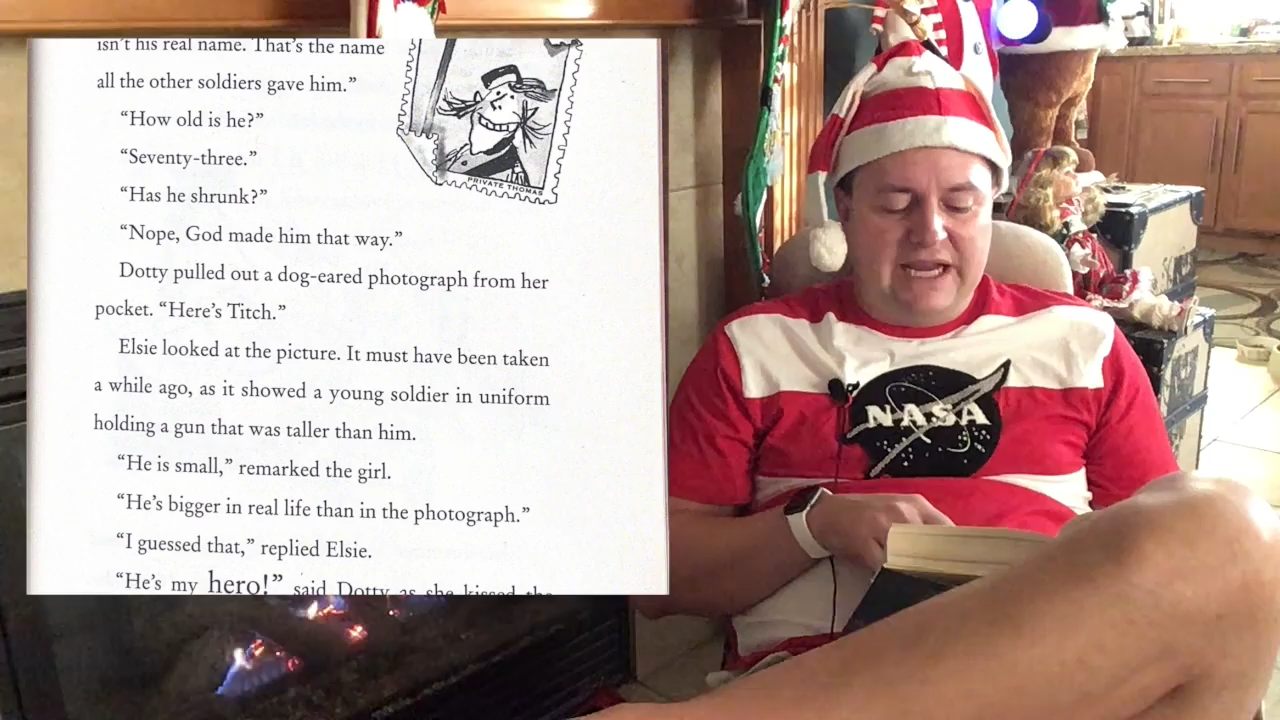 isn't his real name. That's the name
all the other soldiers gave him.”
“How old is he?”
“Seventy-three.”
“Has he shrunk?”
“Nope, God made him that way.”
Dotty pulled out a dog-eared photograph from her
pocket. “Here's Titch.”
Elsie looked at the picture. It must have been taken
a while ago, as it showed a young soldier in uniform
holding a gun that was taller than him.
“He is small,” remarked the girl.
“He's bigger in real life than in the photograph.”
“I guessed that,” replied Elsie.
“He's my hero!” said Dotty as she kissed the
PRIVATE THOMAS
NASA